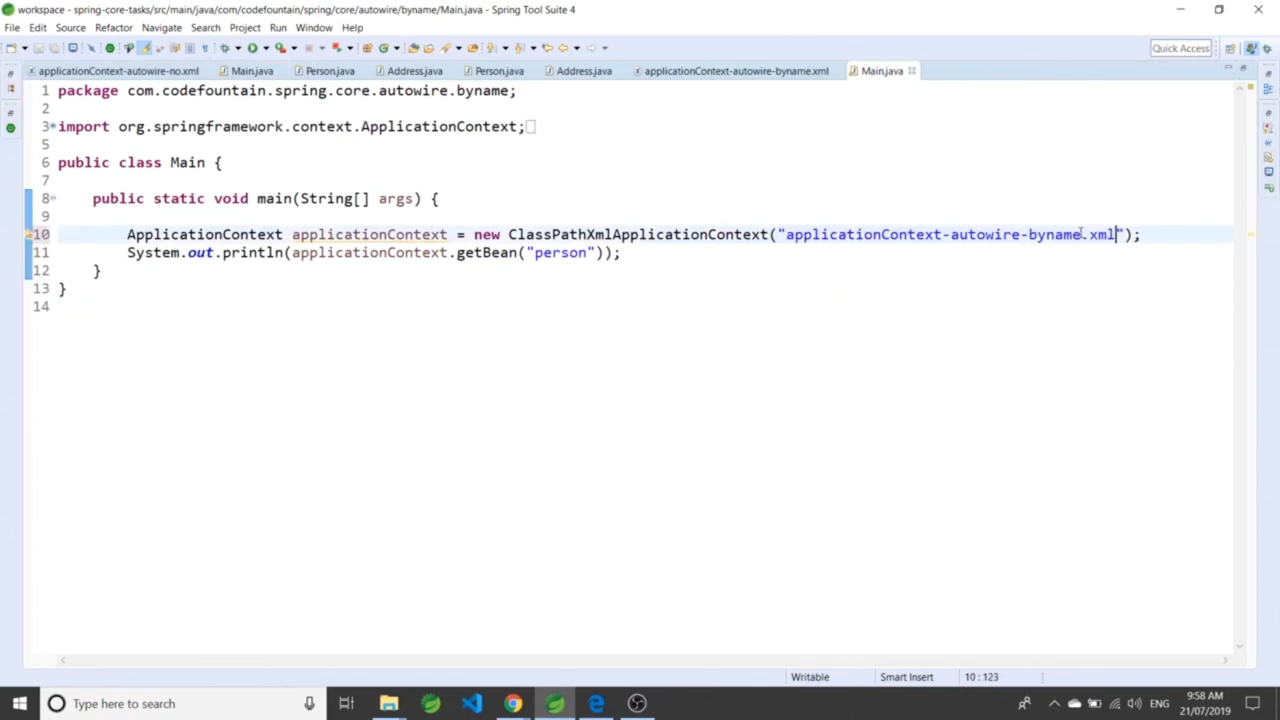 workspace - spring-core-tasks/src/main/java/com/codefountain/spring/core/autowire/byname/Main.java - Spring Tool Suite 4
File Edit Source Refactor Navigate Search Project Run Window Help
Quick Access
applicationContext-autowire-no.xml Main.java Person.java Address.java Person.java Address.java applicationContext-autowire-byname.xml Main.java
1 package com.codefountain.spring.core.autowire.byname;
2
3 import org.springframework.context.ApplicationContext;
5
6 public class Main {
7
8 public static void main(String[] args) {
9
10 ApplicationContext applicationContext = new ClassPathXmlApplicationContext("applicationContext-autowire-byname.xml");
11 System.out.println(applicationContext.getBean("person"));
12 }
13 }
14
Writable Smart Insert 10 : 123
Type here to search
ENG
9:58 AM
21/07/2019